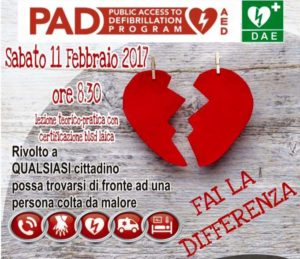 PAD PUBLIC ACCESS TO
DEFIBRILLATION
PROGRAM
AED
DAE
Sabato 11 Febbraio 2017
ore 8.30
lezione teorico-pratica con
certificazione blsd laica
Rivolto a
QUALSIASI cittadino
possa trovarsi di fronte ad una
persona colta da malore
FAI LA
DIFFERENZA